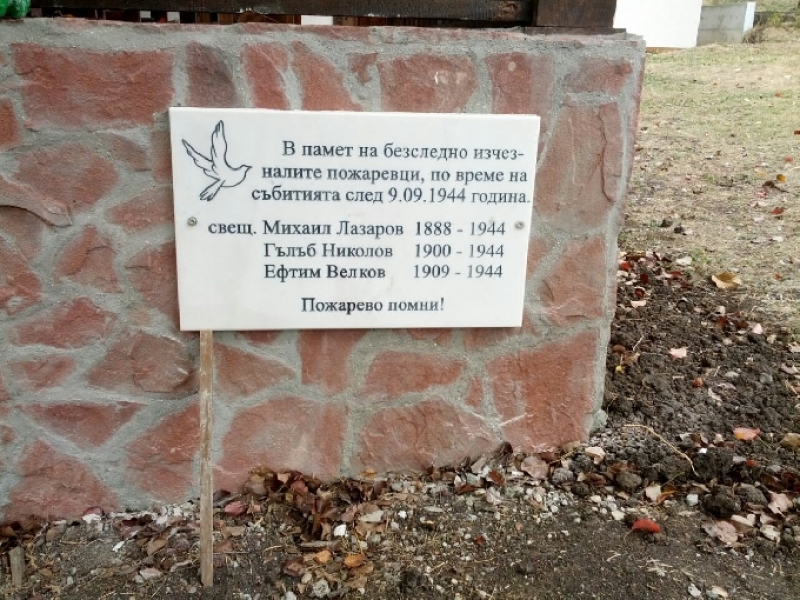 В памет на безследно изчез-
налите пожаревци, по време на
събитията след 9.09.1944 година.
свещ. Михаил Лазаров 1888 - 1944
Гълъб Николов 1900 - 1944
Ефтим Велков 1909 - 1944
Пожарево помни!